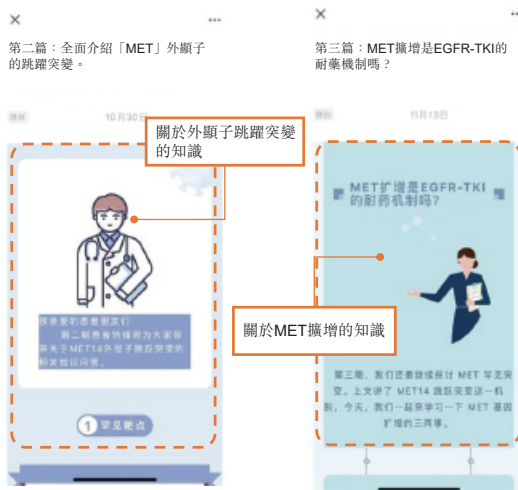 第二篇：全面介紹「MET」外顯子
的跳躍突變。
10月30日
關於外顯子跳躍突變
的知識
致亲爱的患者朋友们：
第二期患者特辑将为大家带
来关于MET14外显子跳跃突变的
相关知识问答。
1 罕见靶点
第三篇：MET擴增是EGFR-TKI的
耐藥機制嗎？
原创
11月13日
MET扩增是EGFR-TKI
的耐药机制吗？
關於MET擴增的知識
第三期，我们还要继续探讨 MET 罕见突
变。上文讲了 MET14 跳跃突变这一机
制，今天，我们一起来学习一下 MET 基因
扩增的三两事。